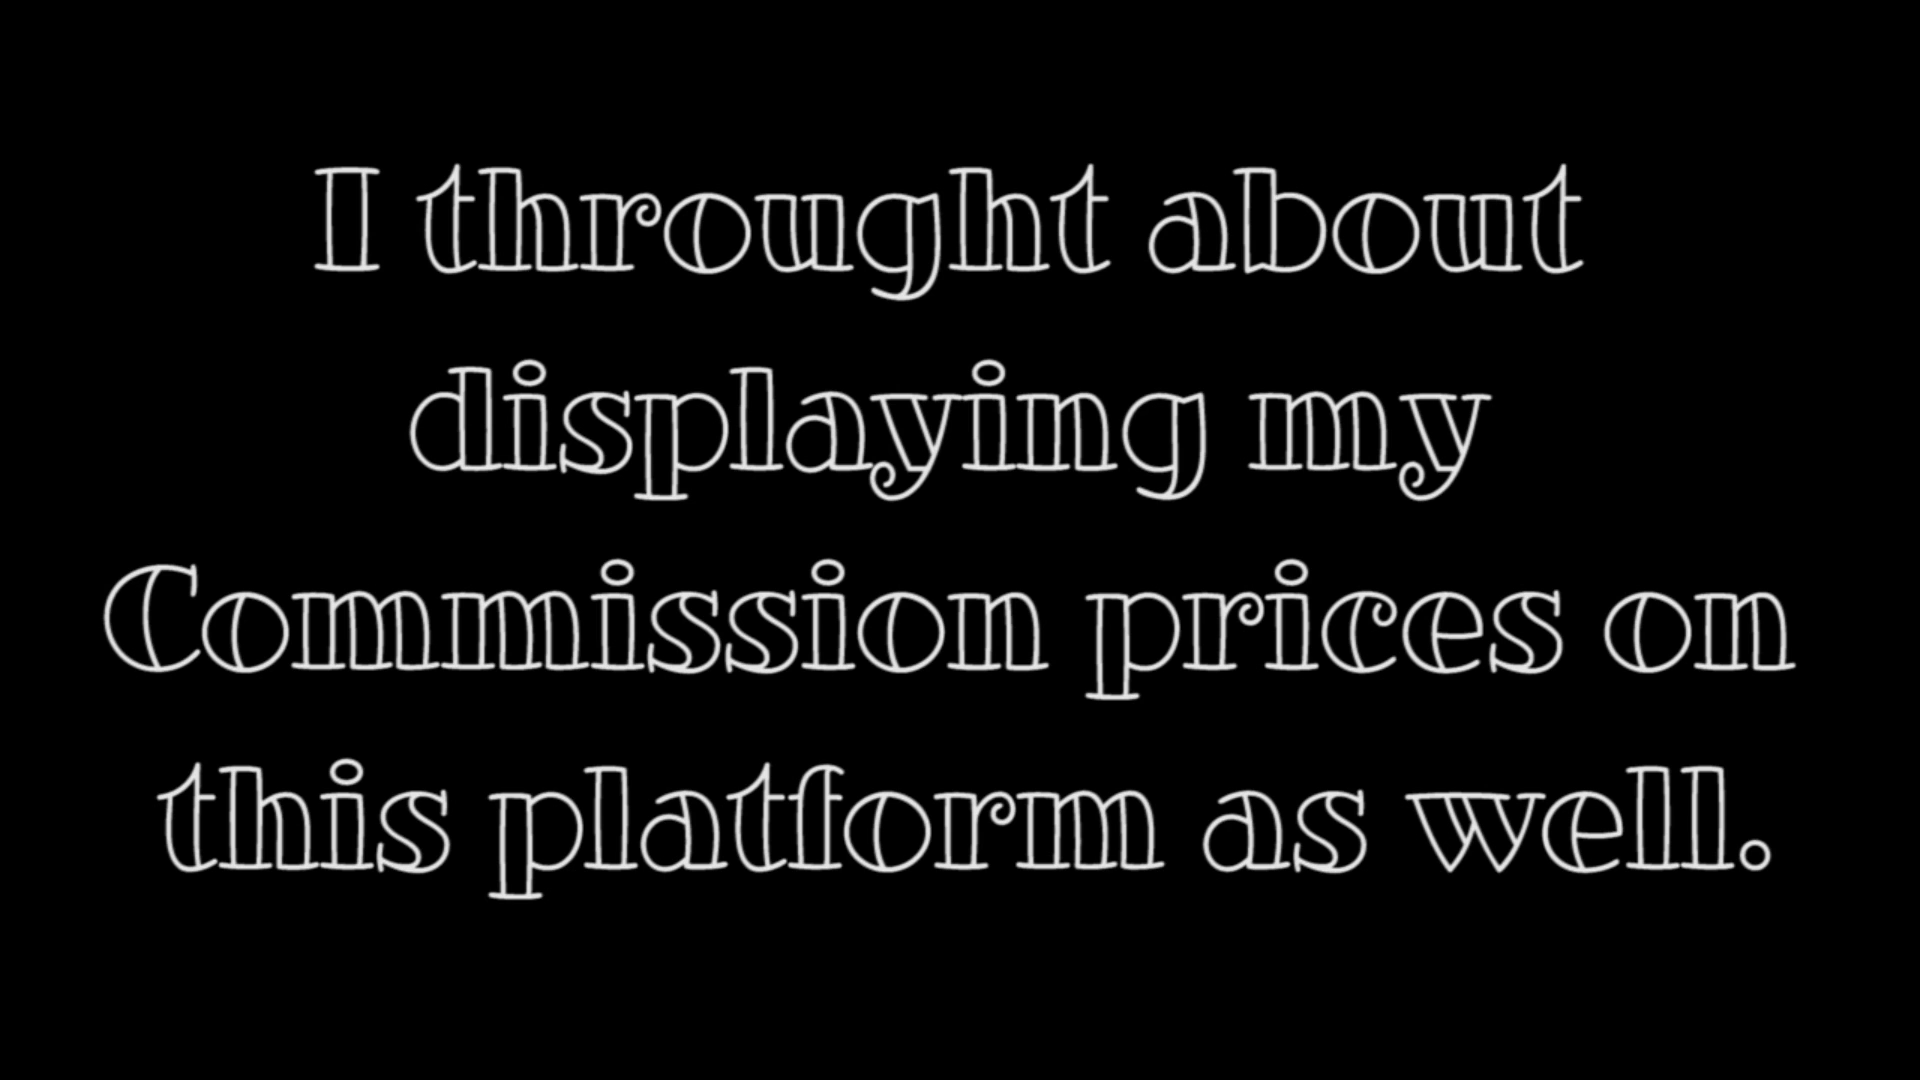 I throught about
displaying my
Commission prices on
this platform as well.